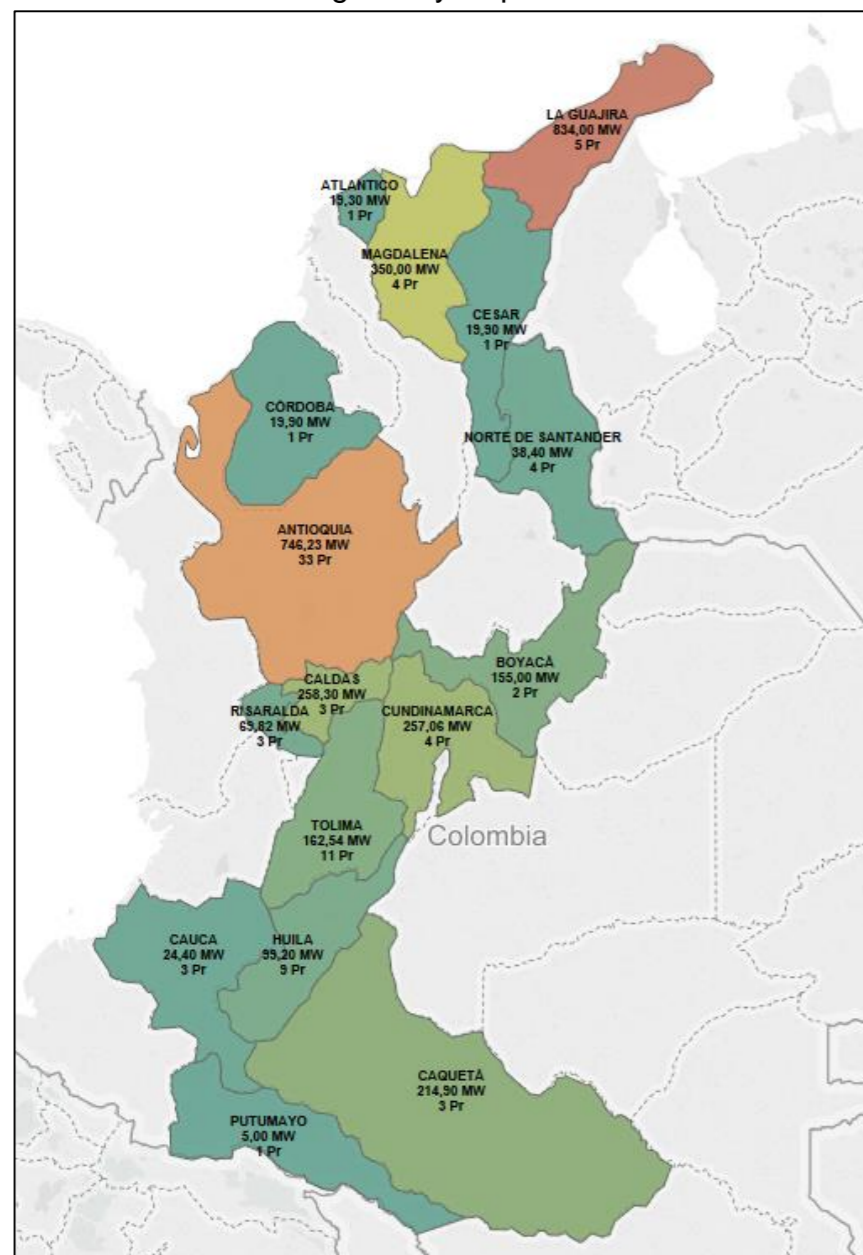 LA GUAJIRA
834,00 MW
5 Pr
ATLANTICO
19,30 MW
1 Pr
MAGDALENA
350,00 MW
4 Pr
CESAR
19,90 MW
1 Pr
CÓRDOBA
19,90 MW
1 Pr
NORTE DE SANTANDER
38,40 MW
4 Pr
ANTIOQUIA
746,23 MW
33 Pr
BOYACÁ
155,00 MW
2 Pr
CALDAS
258,30 MW
3 Pr
RISARALDA
69,82 MW
3 Pr
CUNDINAMARCA
257,06 MW
4 Pr
TOLIMA
162,54 MW
11 Pr
Colombia
CAUCA
24,40 MW
3 Pr
HUILA
99,20 MW
9 Pr
CAQUETÁ
214,90 MW
3 Pr
PUTUMAYO
5,00 MW
1 Pr